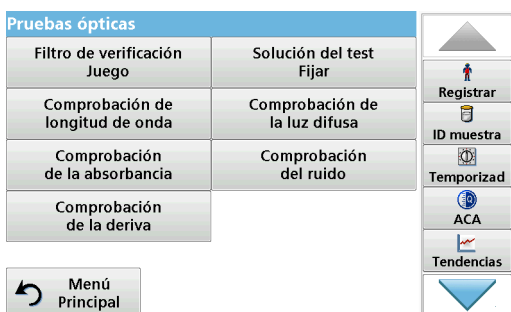 Pruebas ópticas
Filtro de verificación
Juego
Solución del test
Fijar
Comprobación de
longitud de onda
Comprobación de
la luz difusa
Comprobación
de la absorbancia
Comprobación
del ruido
Comprobación
de la deriva
Menú
Principal
Registrar
ID muestra
Temporizad
ACA
Tendencias